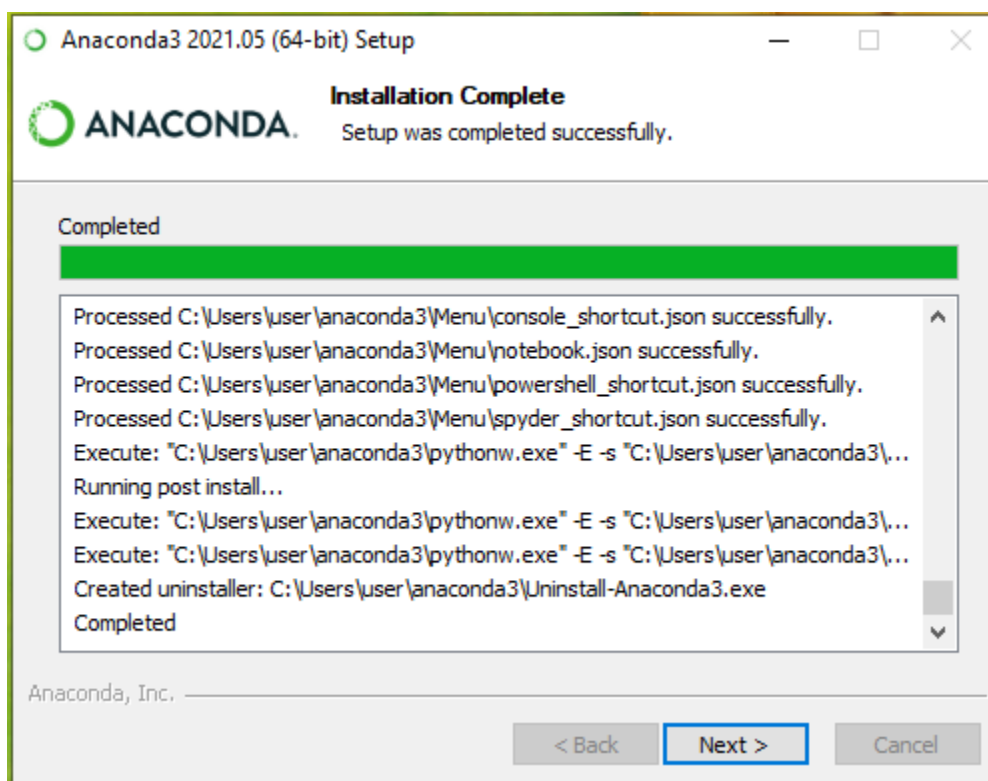 Anaconda3 2021.05 (64-bit) Setup
ANACONDA.
Installation Complete
Setup was completed successfully.
Completed
Processed C:\Users\user\anaconda3\Menu\console_shortcut.json successfully.
Processed C:\Users\user\anaconda3\Menu\notebook.json successfully.
Processed C:\Users\user\anaconda3\Menu\powershell_shortcut.json successfully.
Processed C:\Users\user\anaconda3\Menu\spyder_shortcut.json successfully.
Execute: "C:\Users\user\anaconda3\pythonw.exe" -E -s "C:\Users\user\anaconda3\...
Running post install...
Execute: "C:\Users\user\anaconda3\pythonw.exe" -E -s "C:\Users\user\anaconda3\...
Execute: "C:\Users\user\anaconda3\pythonw.exe" -E -s "C:\Users\user\anaconda3\...
Created uninstaller: C:\Users\user\anaconda3\Uninstall-Anaconda3.exe
Completed
Anaconda, Inc.
< Back Next > Cancel